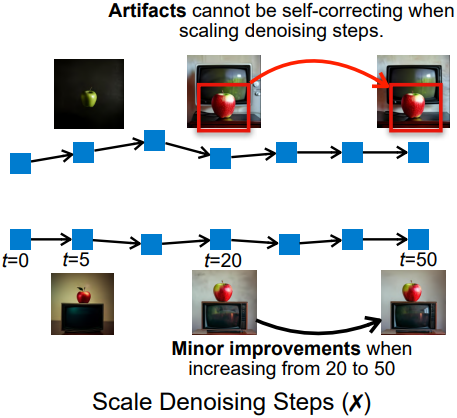 Artifacts cannot be self-correcting when
scaling denoising steps.
t=0 t=5 t=20 t=50
Minor improvements when
increasing from 20 to 50
Scale Denoising Steps (✗)